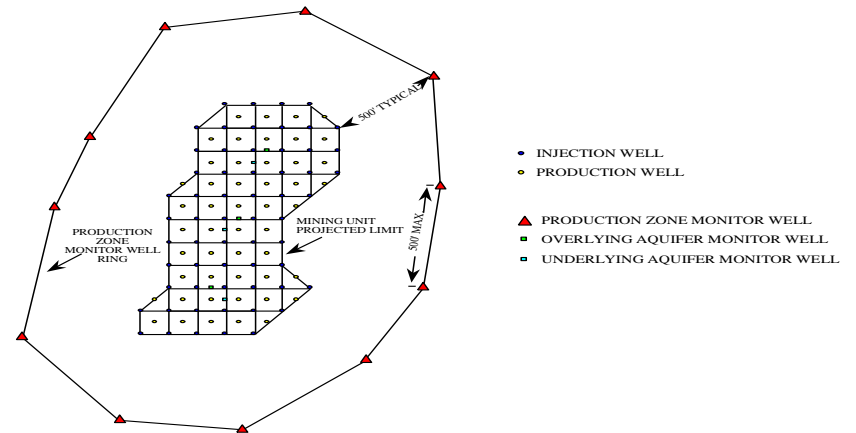 500' TYPICAL
INJECTION WELL
PRODUCTION WELL
MINING UNIT
PROJECTED LIMIT
500' MAX
PRODUCTION
ZONE
MONITOR WELL
RING
PRODUCTION ZONE MONITOR WELL
OVERLYING AQUIFER MONITOR WELL
UNDERLYING AQUIFER MONITOR WELL